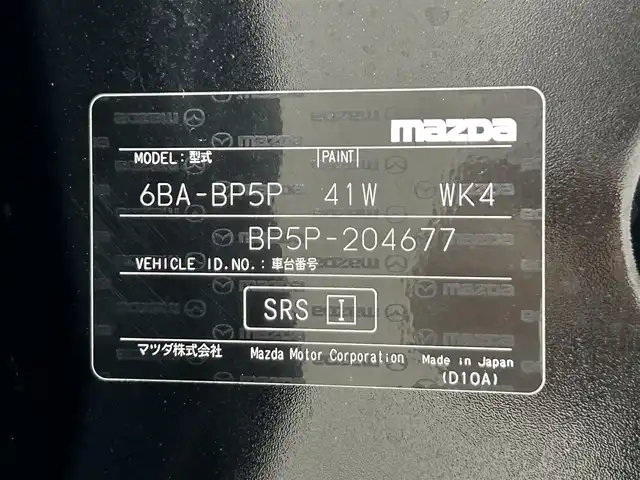 mazda
MODEL:型式 |PAINT|
6BA-BP5P 41W WK4
BP5P-204677
VEHICLE ID.NO.:車台番号
SRS I
マツダ株式会社 Mazda Motor Corporation Made in Japan
(D10A)